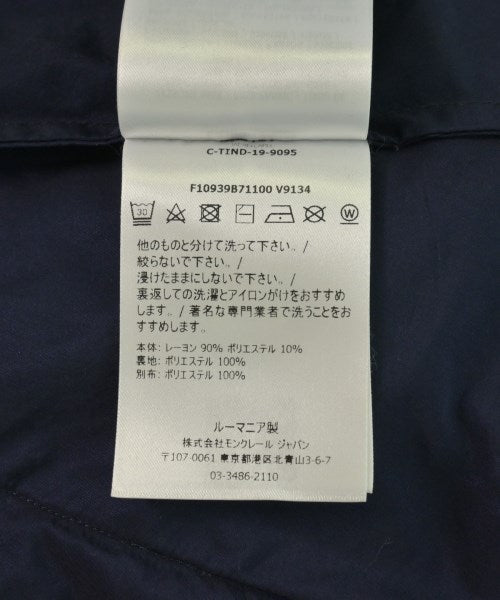 C-TIND-19-9095
F10939B71100 V9134
30
W
他のものと分けて洗って下さい。/
絞らないで下さい。/
浸けたままにしないで下さい。/
裏返しての洗濯とアイロンがけをおすすめ
します。/ 著名な専門業者で洗うことをお
すすめします。
本体: レーヨン 90% ポリエステル 10%
裏地: ポリエステル 100%
別布: ポリエステル 100%
ルーマニア製
株式会社モンクレール ジャパン
〒107-0061 東京都港区北青山3-6-7
03-3486-2110